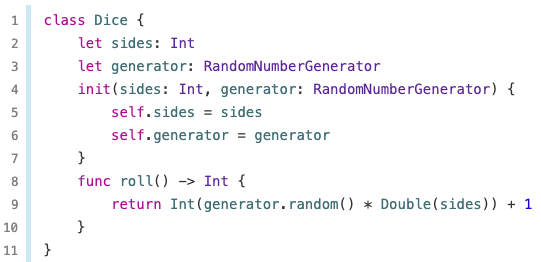 1 class Dice {
2     let sides: Int
3     let generator: RandomNumberGenerator
4     init(sides: Int, generator: RandomNumberGenerator) {
5         self.sides = sides
6         self.generator = generator
7     }
8     func roll() -> Int {
9         return Int(generator.random() * Double(sides)) + 1
10     }
11 }